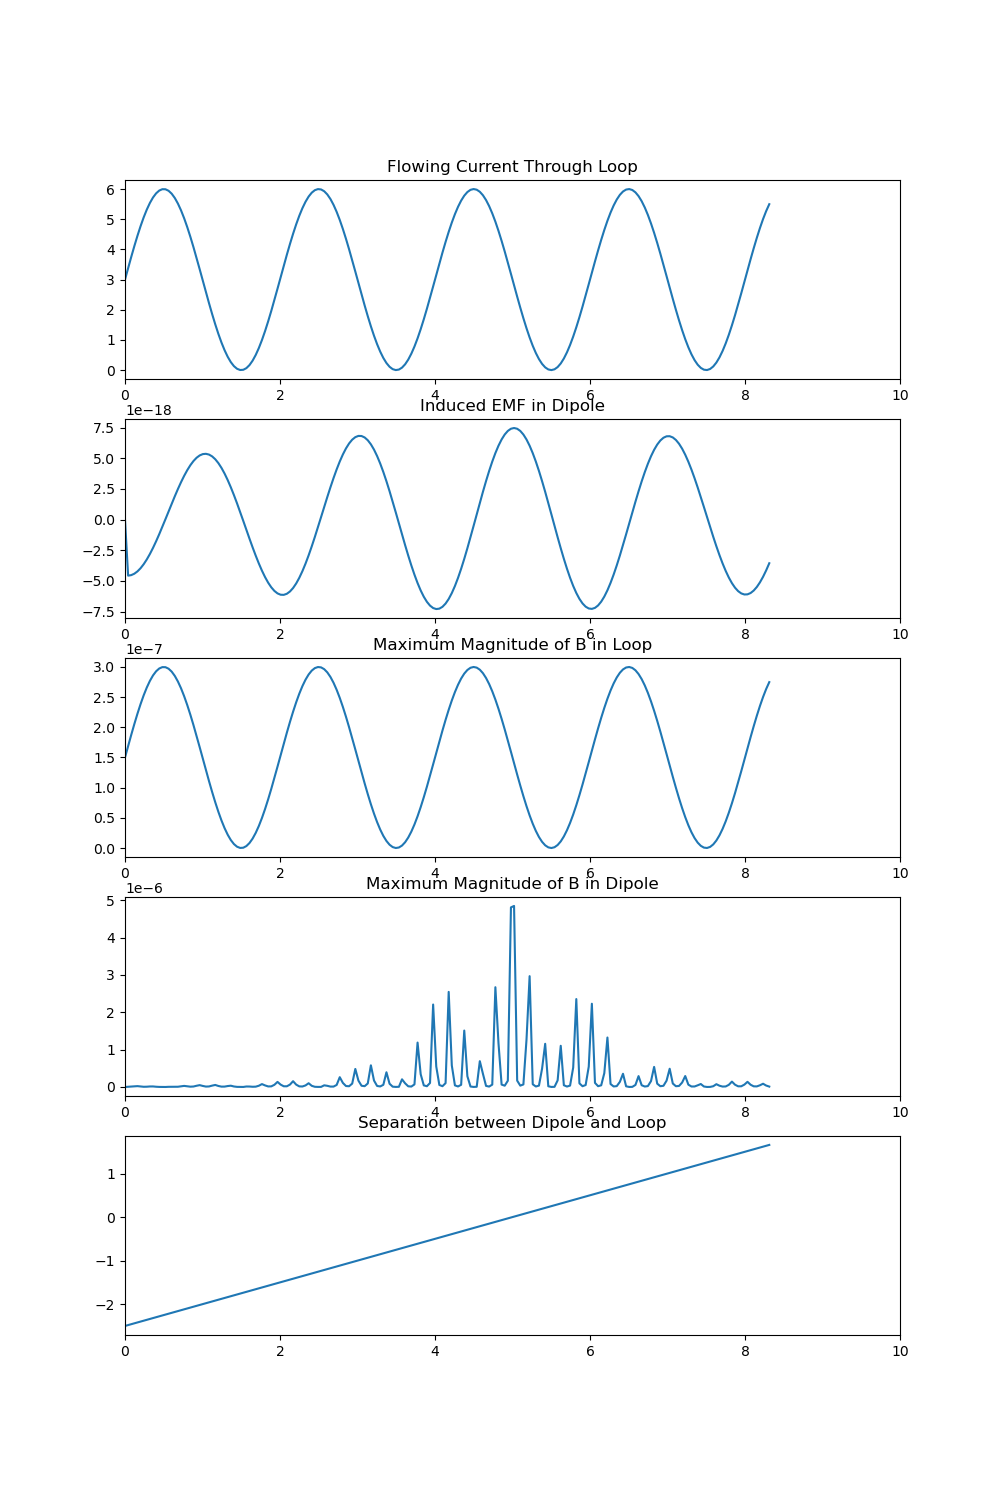 Flowing Current Through Loop
6
5
4
3
2
1
0
0 2 4 6 8 10
1e−18
Induced EMF in Dipole
7.5
5.0
2.5
0.0
−2.5
−5.0
−7.5
0 2 4 6 8 10
1e−7
Maximum Magnitude of B in Loop
3.0
2.5
2.0
1.5
1.0
0.5
0.0
0 2 4 6 8 10
1e−6
Maximum Magnitude of B in Dipole
5
4
3
2
1
0
0 2 4 6 8 10
Separation between Dipole and Loop
1
0
−1
−2
0 2 4 6 8 10